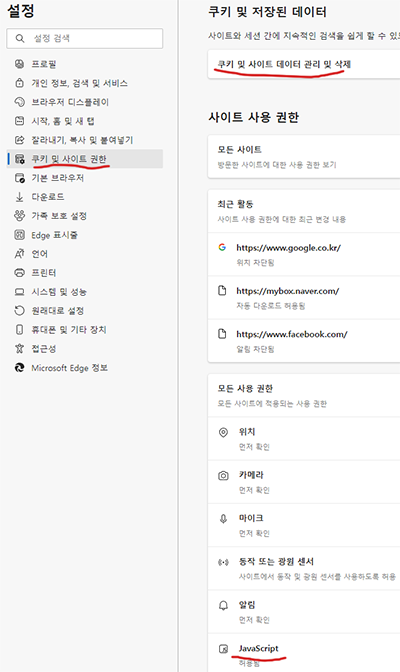 설정
설정 검색
프로필
개인 정보, 검색 및 서비스
브라우저 디스플레이
시작, 홈 및 새 탭
잘라내기, 복사 및 붙여넣기
쿠키 및 사이트 권한
기본 브라우저
다운로드
가족 보호 설정
Edge 표시줄
언어
프린터
시스템 및 성능
원래대로 설정
휴대폰 및 기타 장치
접근성
Microsoft Edge 정보
쿠키 및 저장된 데이터
사이트와 세션 간에 지속적인 검색을 쉽게 할 수 있
쿠키 및 사이트 데이터 관리 및 삭제
사이트 사용 권한
모든 사이트
방문한 사이트에 대한 사용 권한 보기
최근 활동
사이트 사용 권한에 대한 최근 변경 내용
https://www.google.co.kr/
위치 차단됨
https://mybox.naver.com/
자동 다운로드 허용됨
https://www.facebook.com/
알림 차단됨
모든 사용 권한
모든 사이트에 적용되는 사용 권한
위치
먼저 확인
카메라
먼저 확인
마이크
먼저 확인
동작 또는 광원 센서
사이트에서 동작 및 광원 센서를 사용하도록 허용
알림
먼저 확인
JavaScript
허용됨